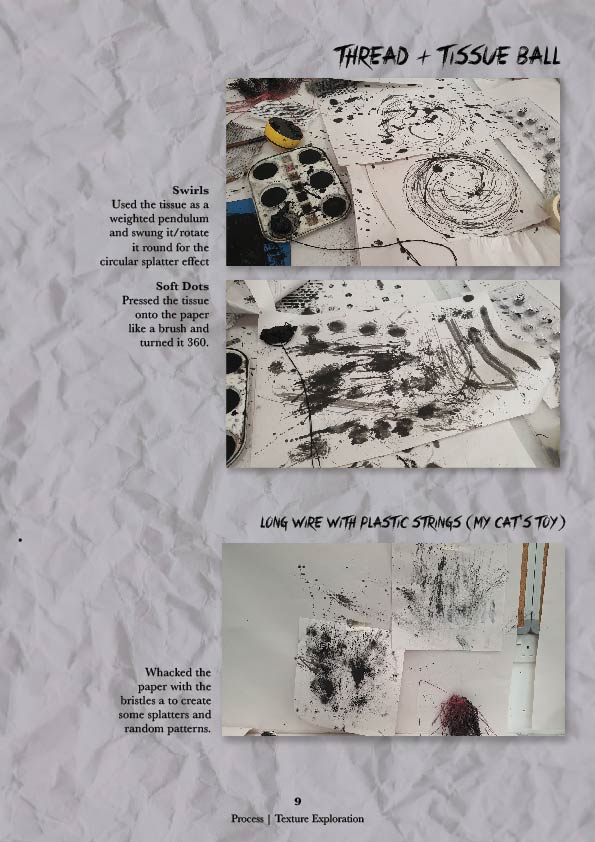 THREAD + TISSUE BALL
Swirls
Used the tissue as a
weighted pendulum
and swung it/rotate
it round for the
circular splatter effect
Soft Dots
Pressed the tissue
onto the paper
like a brush and
turned it 360.
LONG WIRE WITH PLASTIC STRINGS (MY CAT'S TOY)
Whacked the
paper with the
bristles a to create
some splatters and
random patterns.
9
Process | Texture Exploration